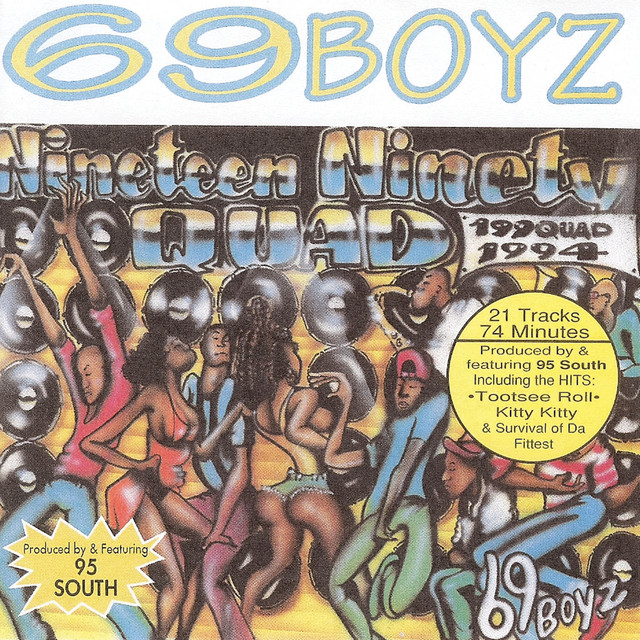 69BOYZ
Nineteen Ninety
QUAD
199QUAD
1994
21 Tracks
74 Minutes
Produced by &
featuring 95 South
Including the HITS:
•Tootsee Roll•
Kitty Kitty
& Survival of Da
Fittest
Produced by & Featuring
95
SOUTH
69BOYZ